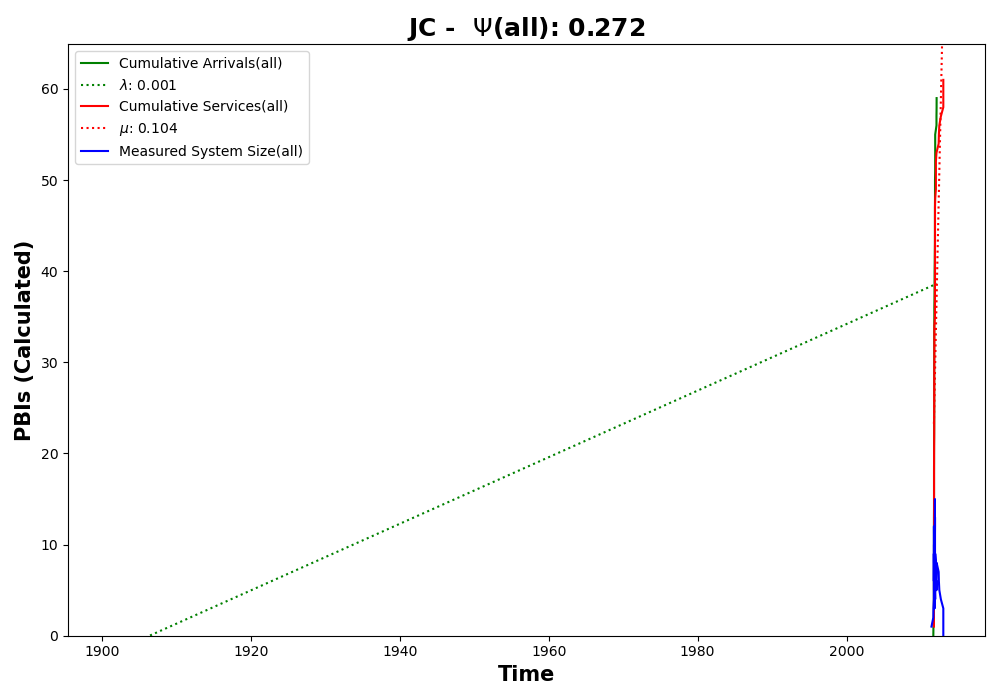 JC - Ψ(all): 0.272
Cumulative Arrivals(all)
λ: 0.001
Cumulative Services(all)
μ: 0.104
Measured System Size(all)
PBIs (Calculated)
60
50
40
30
20
10
0
1900 1920 1940 1960 1980 2000
Time